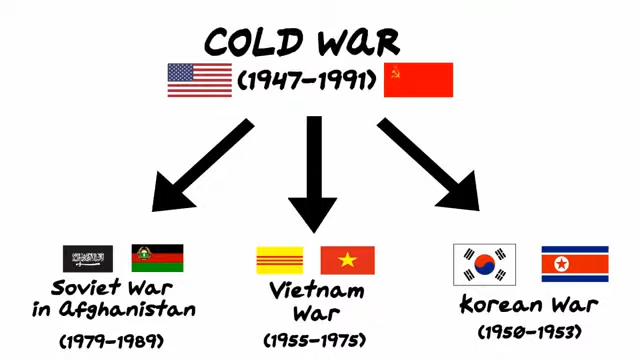 COLD WAR
(1947-1991)
Soviet War
in Afghanistan
(1979-1989)
Vietnam
War
(1955-1975)
Korean War
(1950-1953)